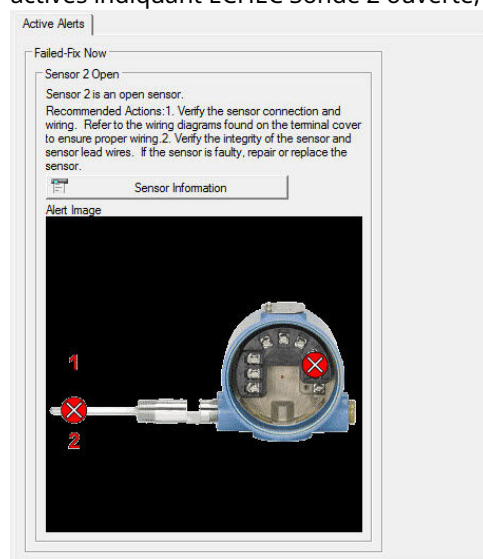 actives indiquant ECHEC Sonde 2 ouverte,
Active Alerts
Failed-Fix Now
Sensor 2 Open
Sensor 2 is an open sensor.
Recommended Actions:1. Verify the sensor connection and
wiring. Refer to the wiring diagrams found on the terminal cover
to ensure proper wiring.2. Verify the integrity of the sensor and
sensor lead wires. If the sensor is faulty, repair or replace the
sensor.
Sensor Information
Alert Image
1
2